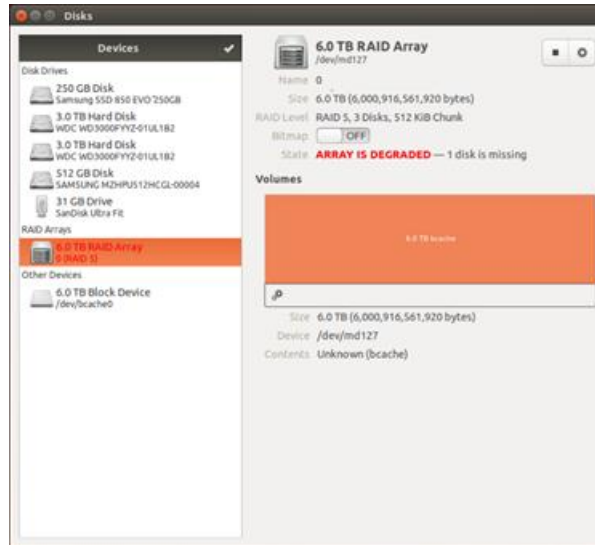 Disks
Devices
Disk Drives
250 GB Disk
Samsung SSD 850 EVO 250GB
3.0 TB Hard Disk
WDC WD3000FYYZ-01UL1B2
3.0 TB Hard Disk
WDC WD3000FYYZ-01UL1B2
512 GB Disk
SAMSUNG MZHPU512HCGL-00004
31 GB Drive
SanDisk Ultra Fit
RAID Arrays
6.0 TB RAID Array
0 (RAID 5)
Other Devices
6.0 TB Block Device
/dev/bcache0
6.0 TB RAID Array
/dev/md127
Name 0
Size 6.0 TB (6,000,916,561,920 bytes)
RAID Level RAID 5, 3 Disks, 512 KiB Chunk
Bitmap OFF
State ARRAY IS DEGRADED — 1 disk is missing
Volumes
6.0 TB bcache
Size 6.0 TB (6,000,916,561,920 bytes)
Device /dev/md127
Contents Unknown (bcache)